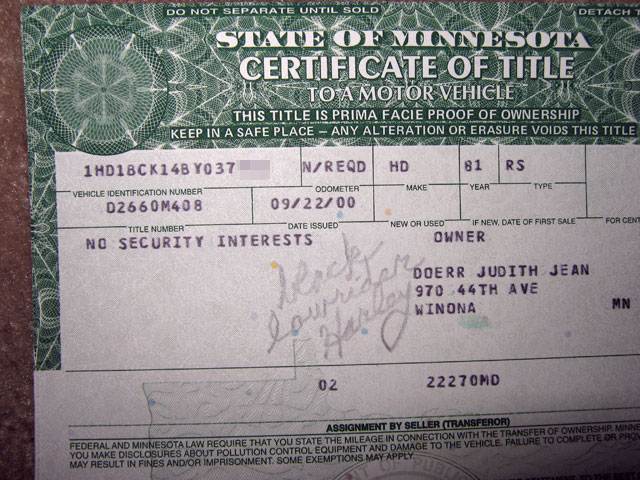 DO NOT SEPARATE UNTIL SOLD DETACH
STATE OF MINNESOTA
CERTIFICATE OF TITLE
TO A MOTOR VEHICLE
THIS TITLE IS PRIMA FACIE PROOF OF OWNERSHIP
KEEP IN A SAFE PLACE – ANY ALTERATION OR ERASURE VOIDS THIS TITLE
1HD1BCK14BY037 N/REQD HD 81 RS
VEHICLE IDENTIFICATION NUMBER ODOMETER MAKE YEAR TYPE
D2660M408 09/22/00
TITLE NUMBER DATE ISSUED NEW OR USED IF NEW, DATE OF FIRST SALE FOR CENT
NO SECURITY INTERESTS OWNER
Lowrider
Harley
DOERR JUDITH JEAN
970 44TH AVE
WINONA MN
02 22270MD
ASSIGNMENT BY SELLER (TRANSFEROR)
FEDERAL AND MINNESOTA LAW REQUIRE THAT YOU STATE THE MILEAGE IN CONNECTION WITH THE TRANSFER OF OWNERSHIP. MINNE
YOU MAKE DISCLOSURES ABOUT POLLUTION CONTROL EQUIPMENT AND DAMAGE TO THE VEHICLE. FAILURE TO COMPLETE OR PROV
MAY RESULT IN FINES AND/OR IMPRISONMENT. SOME EXEMPTIONS MAY APPLY.